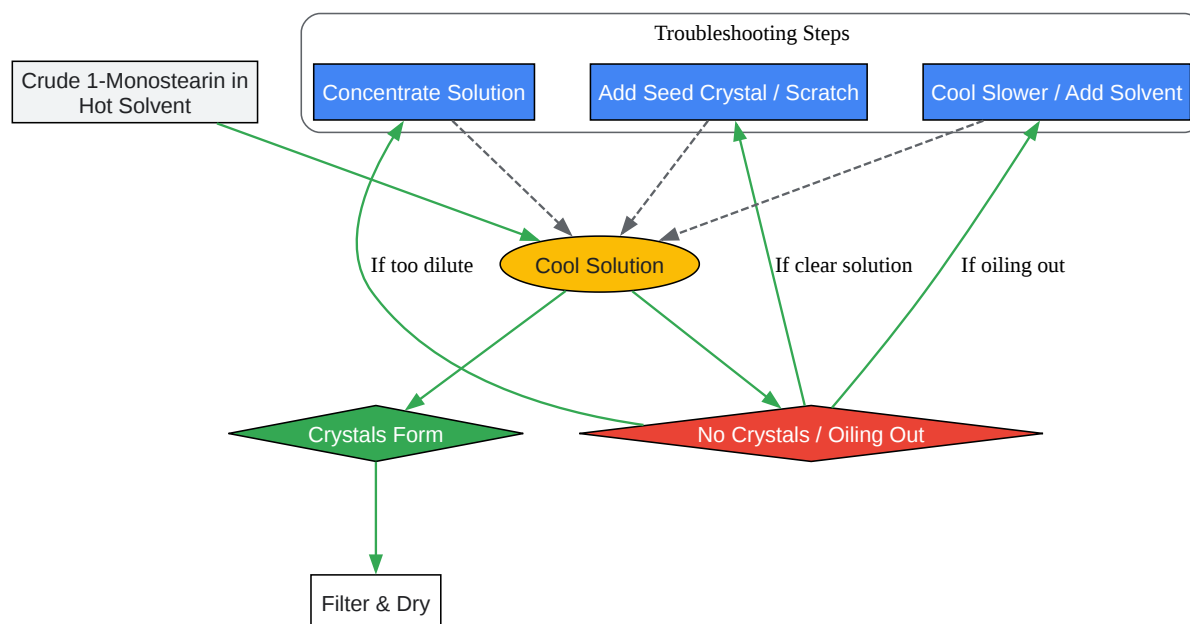 Troubleshooting Steps
Crude 1-Monostearin in
Hot Solvent
Concentrate Solution
Add Seed Crystal / Scratch
Cool Slower / Add Solvent
If too dilute
Cool Solution
If clear solution
If oiling out
Crystals Form
No Crystals / Oiling Out
Filter & Dry